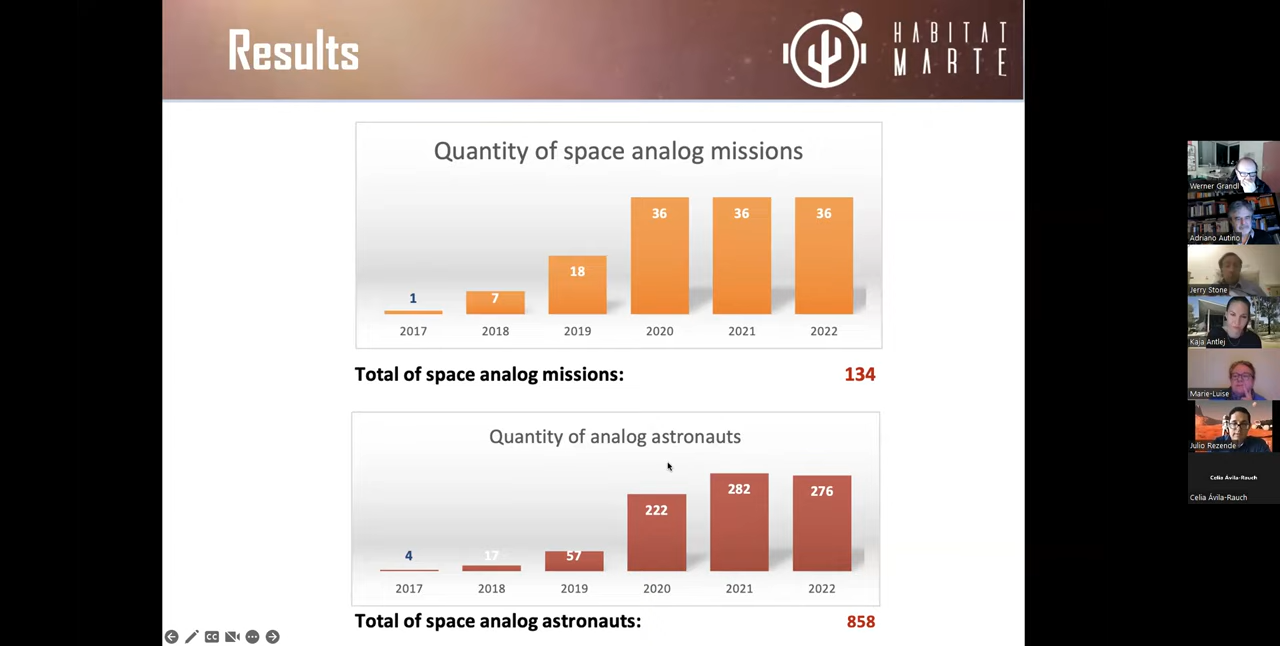 Results
HABITAT
MARTE
Quantity of space analog missions
1
7
18
36
36
36
2017
2018
2019
2020
2021
2022
Total of space analog missions: 134
Quantity of analog astronauts
4
17
57
222
282
276
2017
2018
2019
2020
2021
2022
Total of space analog astronauts: 858
CC
Werner Grandl
Adriano Autino
Jerry Stone
Kaja Antlej
Marie-Luise
Julio Rezende
Celia Ávila-Rauch
Celia Ávila-Rauch